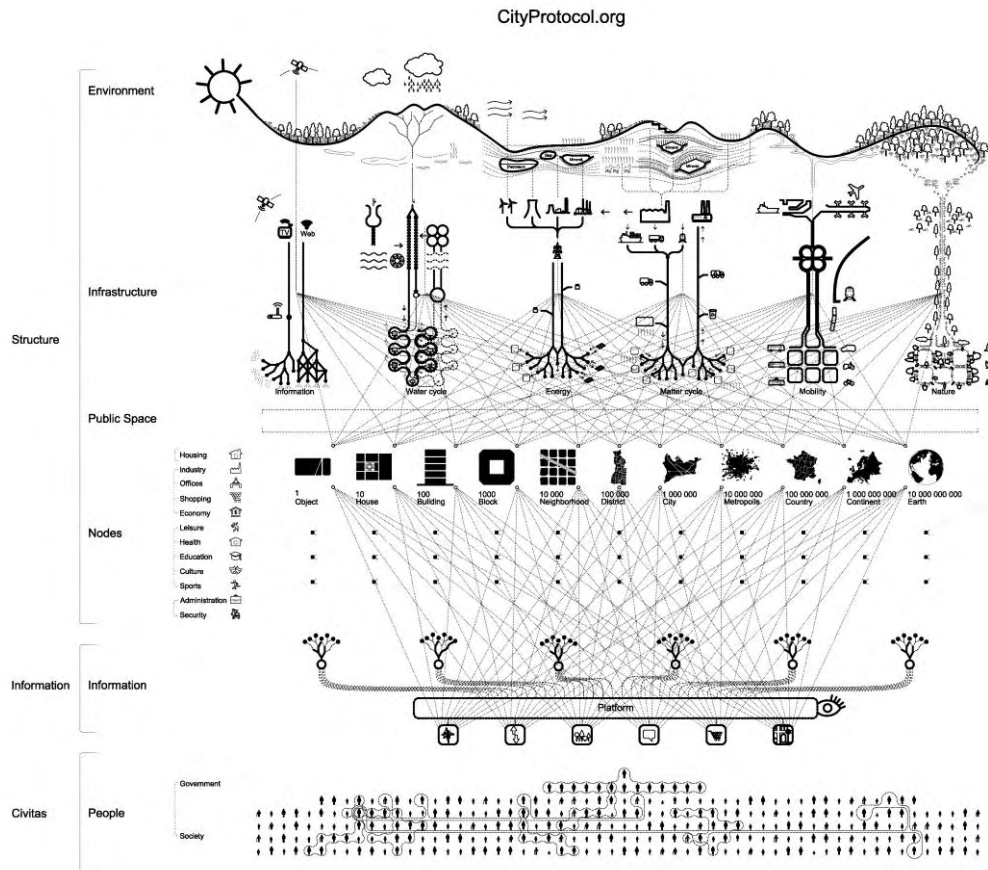 CityProtocol.org
Environment
TV
Web
Infrastructure
Structure
Information
Water cycle
Energy
Matter cycle
Mobility
Nature
Public Space
Housing
Industry
Offices
Shopping
Economy
Leisure
Health
Education
Culture
Sports
Administration
Security
Nodes
1
Object
10
House
100
Building
1000
Block
10 000
Neighborhood
100 000
District
1 000 000
City
10 000 000
Metropolis
100 000 000
Country
1 000 000 000
Continent
10 000 000 000
Earth
Information
Information
Platform
Government
Civitas
People
Society